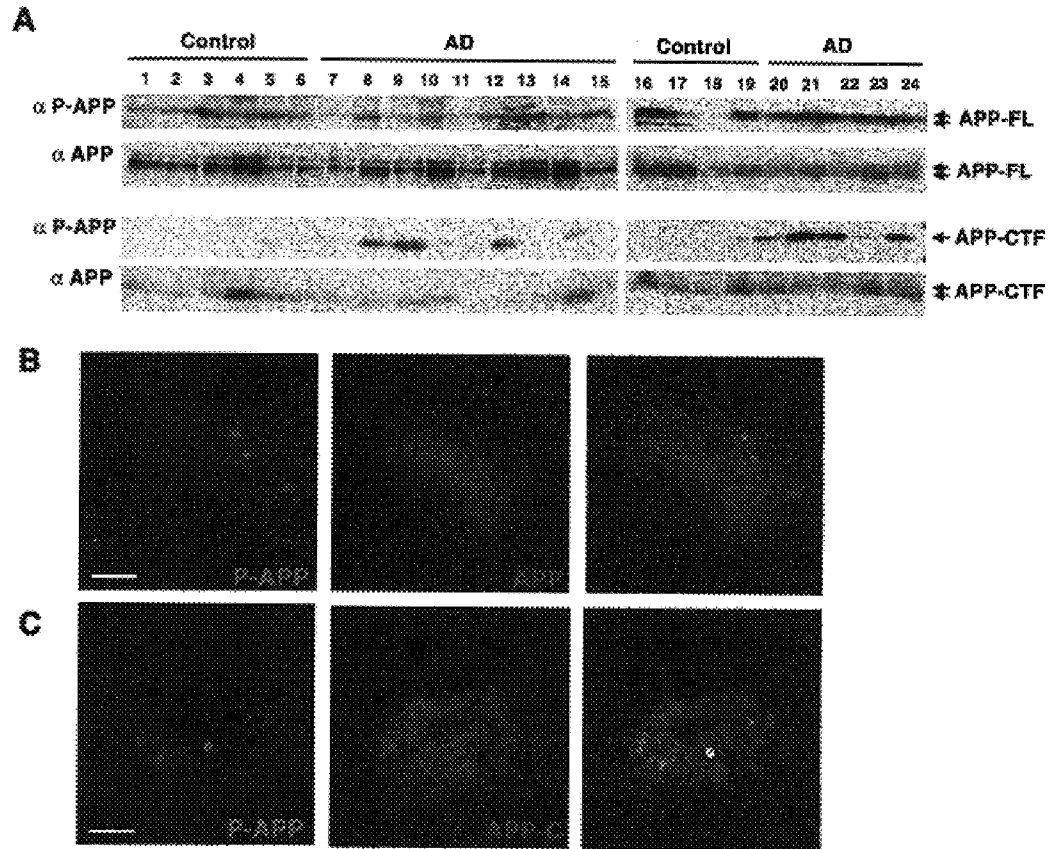 A
Control AD Control AD
1 2 3 4 5 6 7 8 9 10 11 12 13 14 15 16 17 18 19 20 21 22 23 24
α P-APP APP-FL
α APP APP-FL
α P-APP APP-CTF
α APP APP-CTF
B
P-APP APP
C
P-APP APP-C